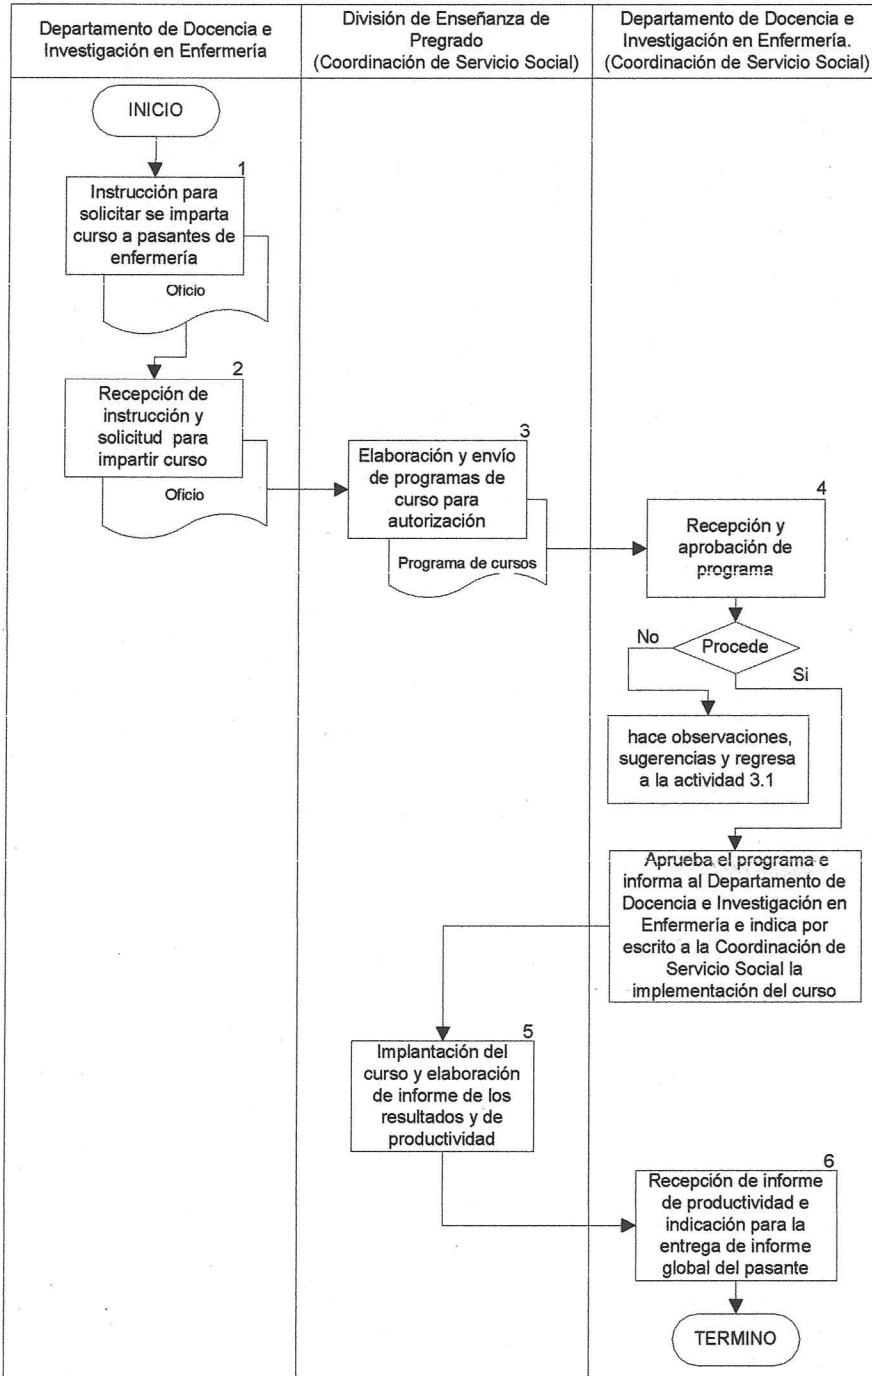 Departamento de Docencia e
Investigación en Enfermería
División de Enseñanza de
Pregrado
(Coordinación de Servicio Social)
Departamento de Docencia e
Investigación en Enfermería.
(Coordinación de Servicio Social)
INICIO
1
Instrucción para
solicitar se imparta
curso a pasantes de
enfermería
Oficio
2
Recepción de
instrucción y
solicitud para
impartir curso
Oficio
3
Elaboración y envío
de programas de
curso para
autorización
Programa de cursos
4
Recepción y
aprobación de
programa
Procede
No
Si
hace observaciones,
sugerencias y regresa
a la actividad 3.1
Aprueba el programa e
informa al Departamento de
Docencia e Investigación en
Enfermería e indica por
escrito a la Coordinación de
Servicio Social la
implementación del curso
5
Implantación del
curso y elaboración
de informe de los
resultados y de
productividad
6
Recepción de informe
de productividad e
indicación para la
entrega de informe
global del pasante
TERMINO